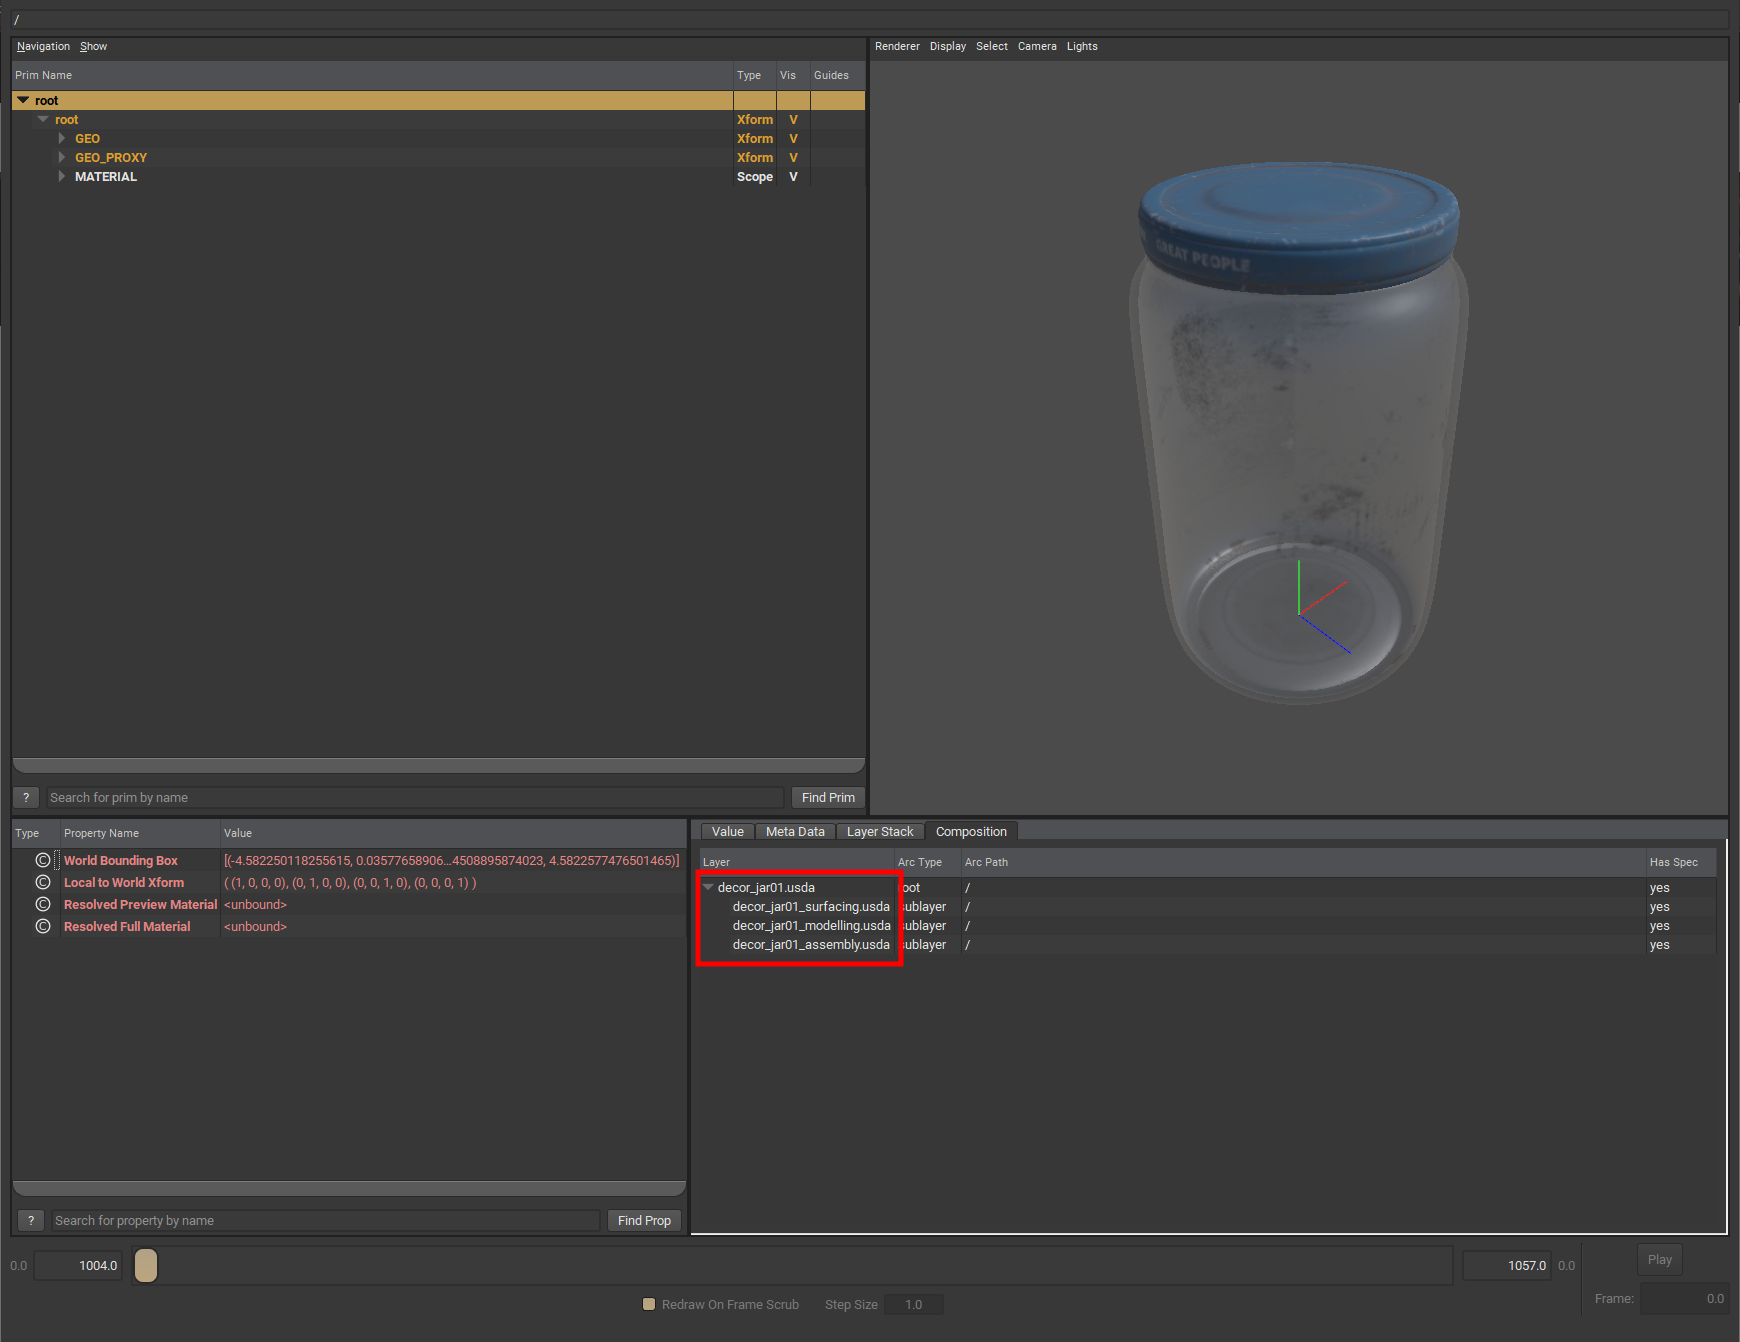 /
Navigation Show
Prim Name Type Vis Guides
root
root Xform V
GEO Xform V
GEO_PROXY Xform V
MATERIAL Scope V
? Search for prim by name Find Prim
Renderer Display Select Camera Lights
GREAT PEOPLE
Type Property Name Value
World Bounding Box [(-4.582250118255615, 0.03577658906...4508895874023, 4.5822577476501465)]
Local to World Xform ( (1, 0, 0, 0), (0, 1, 0, 0), (0, 0, 1, 0), (0, 0, 0, 1) )
Resolved Preview Material <unbound>
Resolved Full Material <unbound>
? Search for property by name Find Prop
Value Meta Data Layer Stack Composition
Layer Arc Type Arc Path Has Spec
decor_jar01.usda root / yes
decor_jar01_surfacing.usda sublayer / yes
decor_jar01_modelling.usda sublayer / yes
decor_jar01_assembly.usda sublayer / yes
0.0 1004.0 1057.0 0.0 Play
Redraw On Frame Scrub Step Size 1.0 Frame: 0.0